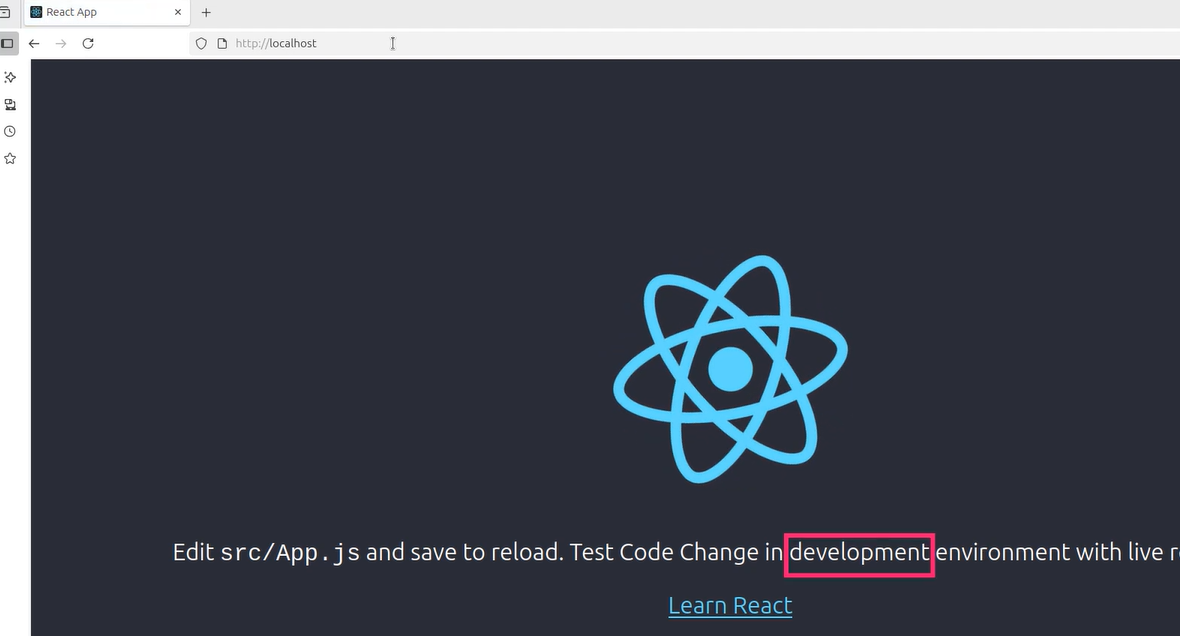 React App
http://localhost
Edit src/App.js and save to reload. Test Code Change in development environment with live
Learn React